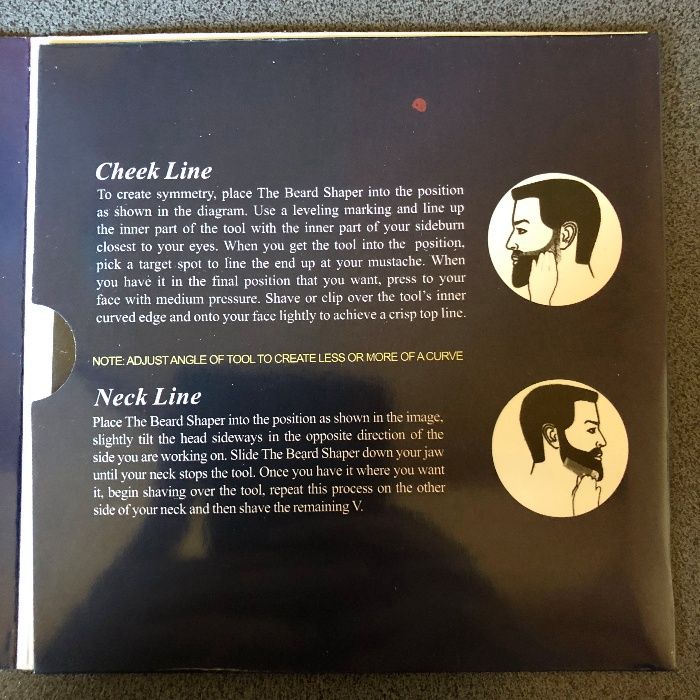 Cheek Line
To create symmetry, place The Beard Shaper into the position
as shown in the diagram. Use a leveling marking and line up
the inner part of the tool with the inner part of your sideburn
closest to your eyes. When you get the tool into the position,
pick a target spot to line the end up at your mustache. When
you have it in the final position that you want, press to your
face with medium pressure. Shave or clip over the tool's inner
curved edge and onto your face lightly to achieve a crisp top line.
NOTE: ADJUST ANGLE OF TOOL TO CREATE LESS OR MORE OF A CURVE
Neck Line
Place The Beard Shaper into the position as shown in the image,
slightly tilt the head sideways in the opposite direction of the
side you are working on. Slide The Beard Shaper down your jaw
until your neck stops the tool. Once you have it where you want
it, begin shaving over the tool, repeat this process on the other
side of your neck and then shave the remaining V.